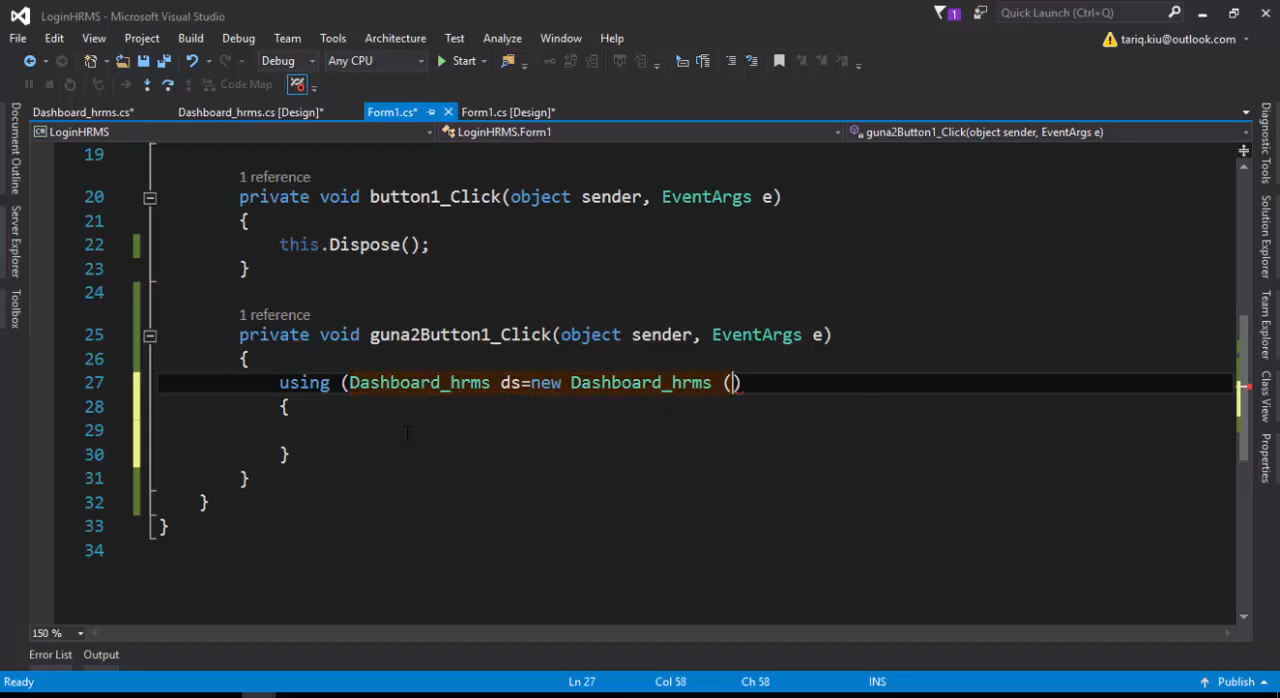 LoginHRMS - Microsoft Visual Studio
1
Quick Launch (Ctrl+Q)
File Edit View Project Build Debug Team Tools Architecture Test Analyze Window Help
tariq.kiu@outlook.com
Debug Any CPU Start
Code Map
Dashboard_hrms.cs* Dashboard_hrms.cs [Design]* Form1.cs* Form1.cs [Design]*
LoginHRMS LoginHRMS.Form1 guna2Button1_Click(object sender, EventArgs e)
Document Outline
Server Explorer
Toolbox
19
1 reference
20 private void button1_Click(object sender, EventArgs e)
21 {
22 this.Dispose();
23 }
24
1 reference
25 private void guna2Button1_Click(object sender, EventArgs e)
26 {
27 using (Dashboard_hrms ds=new Dashboard_hrms ()
28 {
29
30 }
31 }
32 }
33 }
34
Diagnostic Tools
Solution Explorer
Team Explorer
Class View
Properties
150 %
Error List Output
Ready Ln 27 Col 58 Ch 58 INS Publish